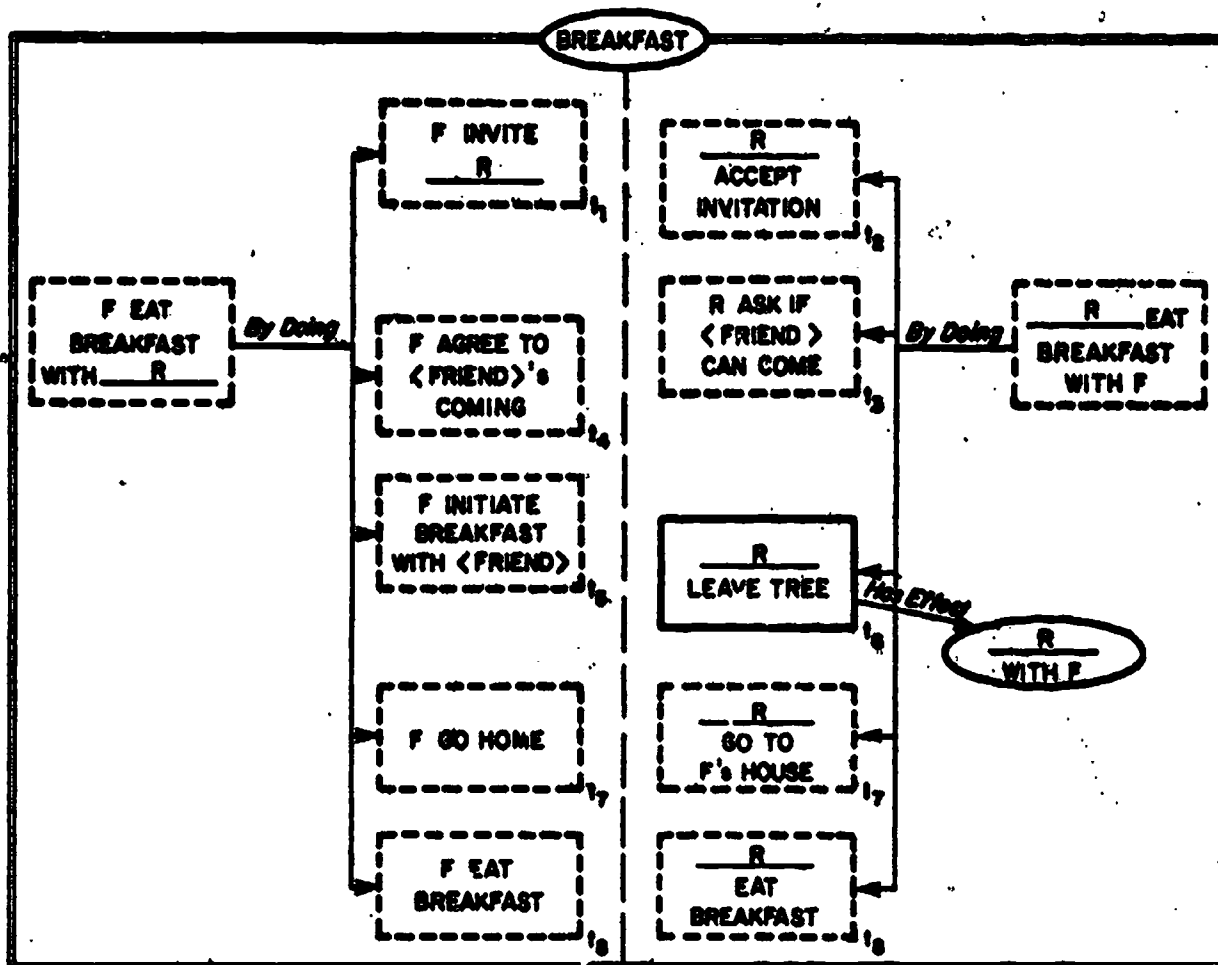 BREAKFAST
F INVITE
R
t1
R
ACCEPT
INVITATION
t2
F EAT
BREAKFAST
WITH R
By Doing
F AGREE TO
<FRIEND>'s
COMING
t4
R ASK IF
<FRIEND>
CAN COME
t3
By Doing
R EAT
BREAKFAST
WITH F
F INITIATE
BREAKFAST
WITH <FRIEND>
t5
R
LEAVE TREE
t6
Has Effect
R
WITH F
F GO HOME
t7
R
GO TO
F's HOUSE
t7
F EAT
BREAKFAST
t8
R
EAT
BREAKFAST
t8